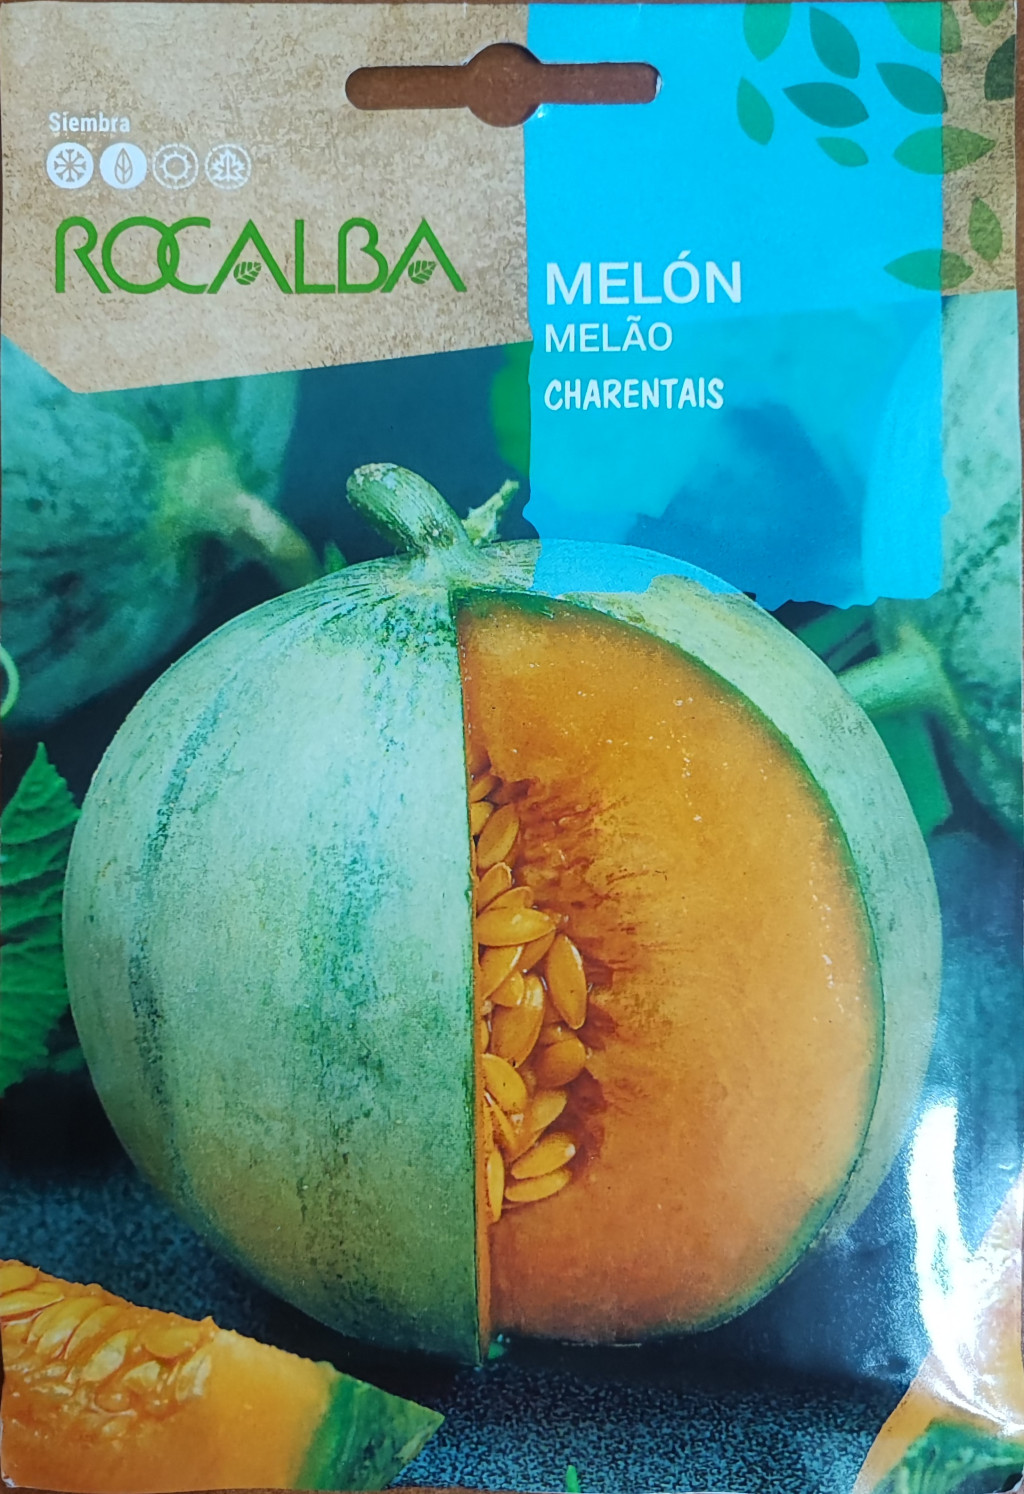 Siembra
ROCALBA
MELÓN
MELÃO
CHARENTAIS